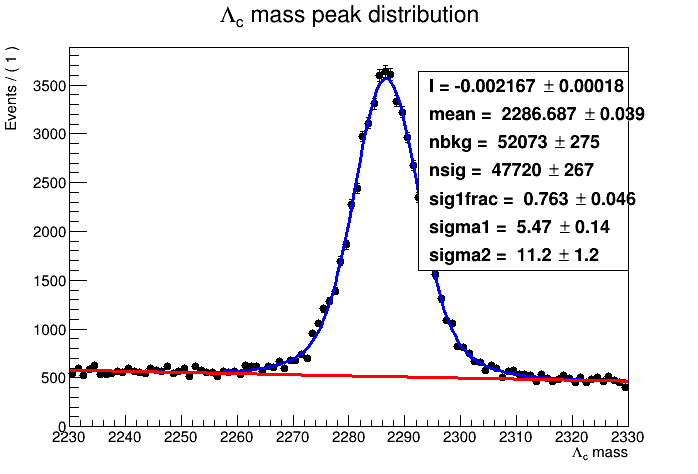 Λc mass peak distribution
Events / ( 1 )
3500
3000
2500
2000
1500
1000
500
0
l = -0.002167 ± 0.00018
mean = 2286.687 ± 0.039
nbkg = 52073 ± 275
nsig = 47720 ± 267
sig1frac = 0.763 ± 0.046
sigma1 = 5.47 ± 0.14
sigma2 = 11.2 ± 1.2
2230 2240 2250 2260 2270 2280 2290 2300 2310 2320 2330
Λc mass